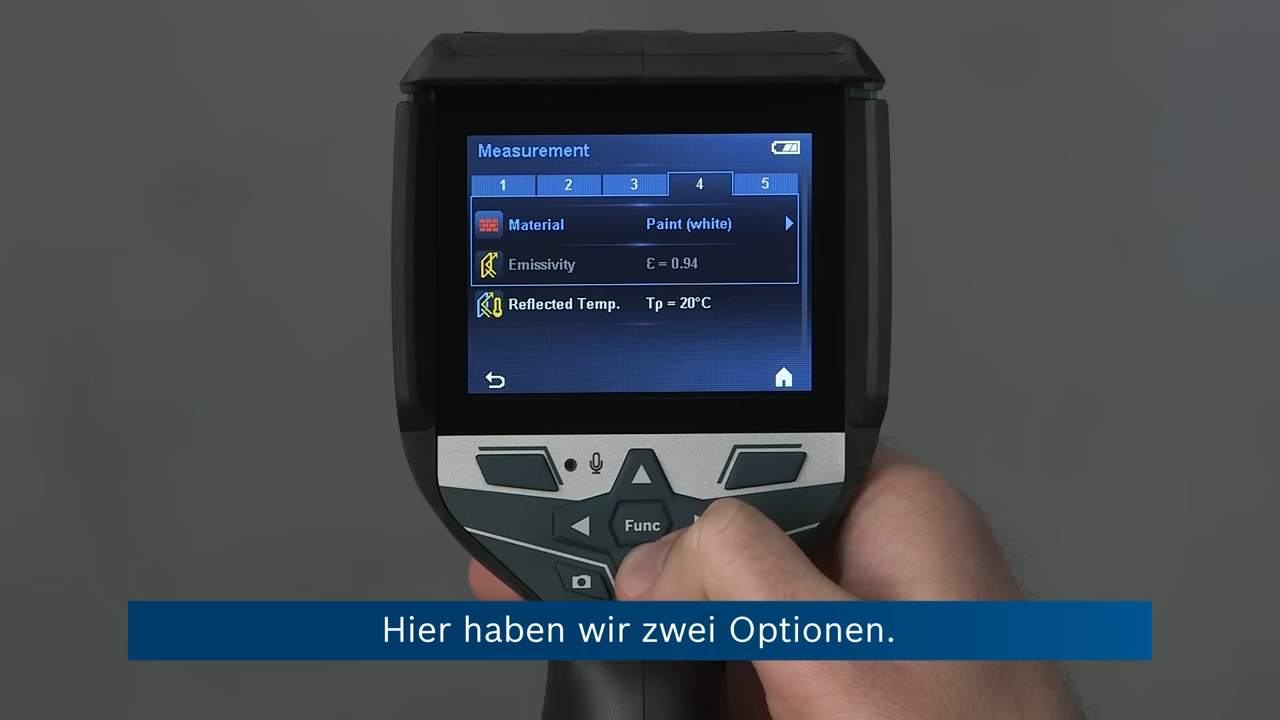 Measurement
1 2 3 4 5
Material Paint (white)
Emissivity ε = 0.94
Reflected Temp. Tρ = 20°C
Func
Hier haben wir zwei Optionen.